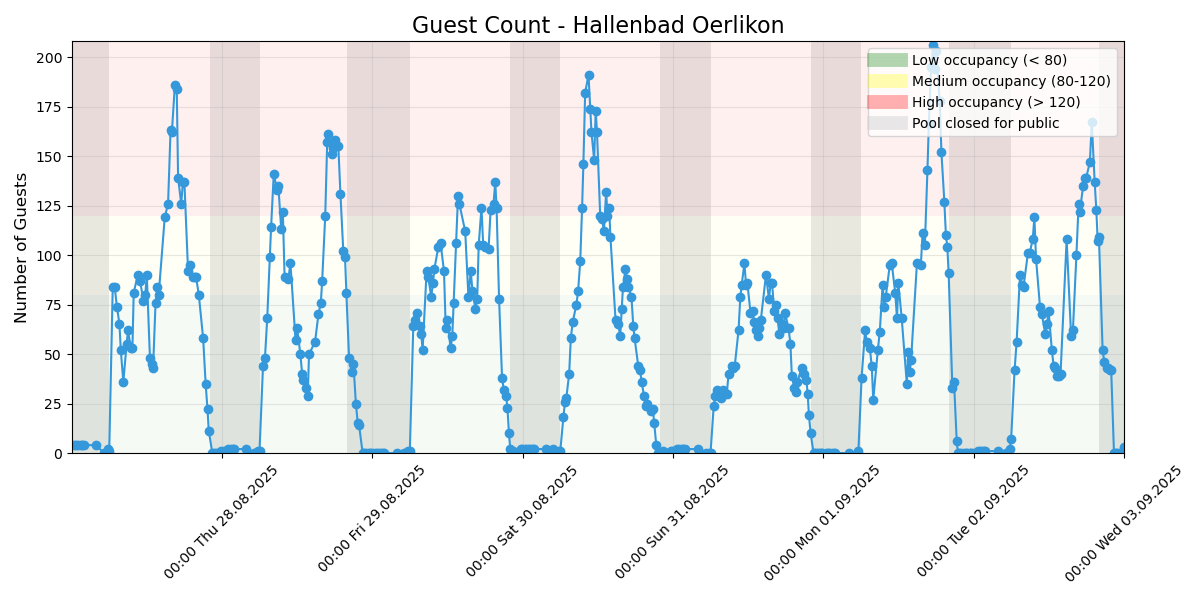 Guest Count - Hallenbad Oerlikon
Low occupancy (< 80)
Medium occupancy (80-120)
High occupancy (> 120)
Pool closed for public
Number of Guests
200
175
150
125
100
75
50
25
0
00:00 Thu 28.08.2025
00:00 Fri 29.08.2025
00:00 Sat 30.08.2025
00:00 Sun 31.08.2025
00:00 Mon 01.09.2025
00:00 Tue 02.09.2025
00:00 Wed 03.09.2025